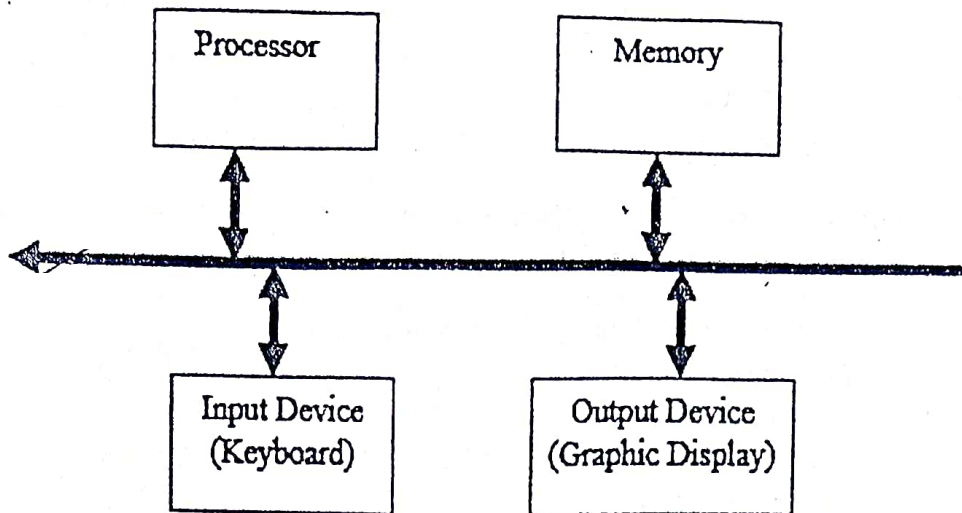 Processor
Memory
Input Device
(Keyboard)
Output Device
(Graphic Display)